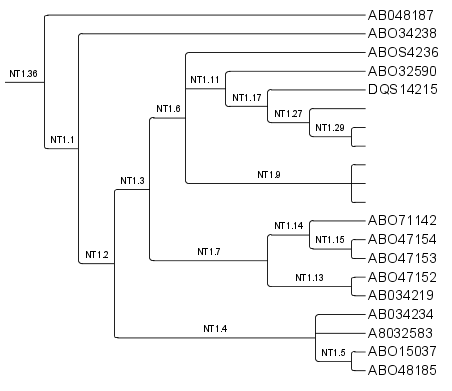 AB048187
ABO34238
ABOS4236
NT1.36
NT1.11
ABO32590
DQS14215
NT1.17
NT1.6
NT1.27
NT1.29
NT1.1
NT1.3
NT1.9
ABO71142
NT1.14
ABO47154
NT1.15
NT1.2
NT1.7
ABO47153
NT1.13
ABO47152
AB034219
AB034234
NT1.4
A8032583
NT1.5
ABO15037
ABO48185